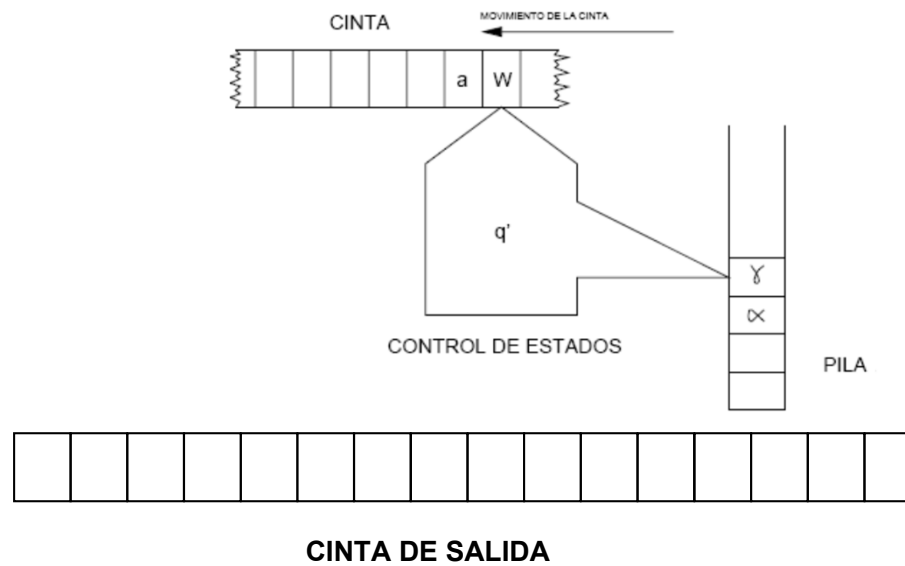 MOVIMIENTO DE LA CINTA
CINTA
a W
q'
γ
α
CONTROL DE ESTADOS
PILA
CINTA DE SALIDA